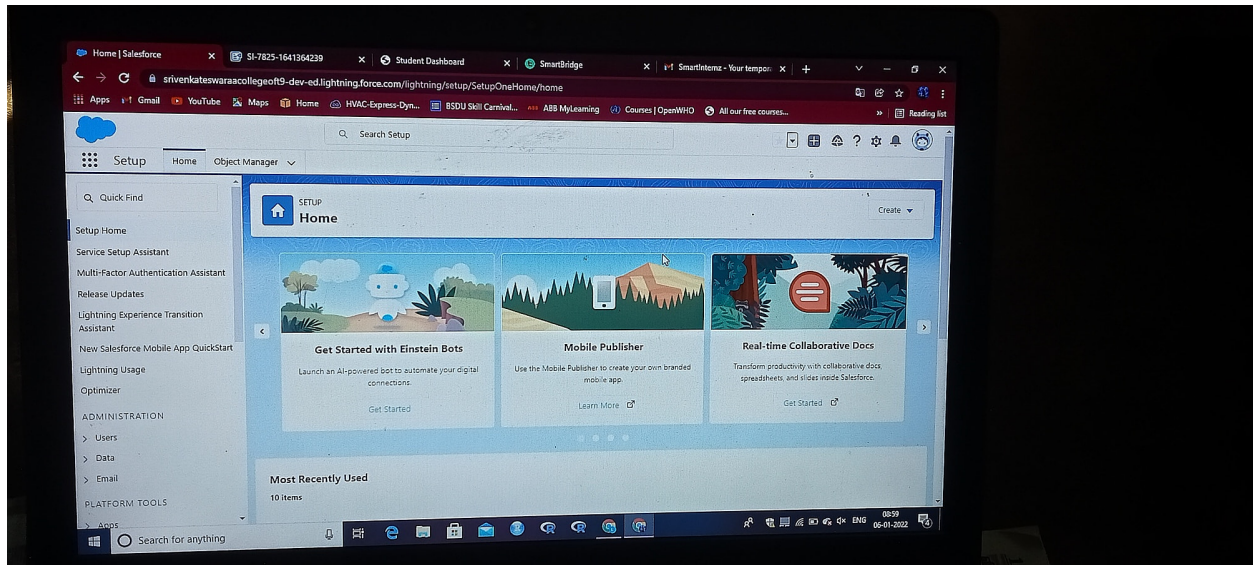 Home | Salesforce
SI-7825-1641364239
Student Dashboard
SmartBridge
SmartInternz - Your tempor
srivenkateswaraacollegeoft9-dev-ed.lightning.force.com/lightning/setup/SetupOneHome/home
Apps
Gmail
YouTube
Maps
Home
HVAC-Express-Dyn...
BSDU Skill Carnival...
ABB MyLearning
Courses | OpenWHO
All our free courses...
»
Reading list
Search Setup
Setup
Home
Object Manager
Quick Find
SETUP
Home
Create
Setup Home
Service Setup Assistant
Multi-Factor Authentication Assistant
Release Updates
Lightning Experience Transition
Assistant
New Salesforce Mobile App QuickStart
Lightning Usage
Optimizer
ADMINISTRATION
Users
Data
Email
PLATFORM TOOLS
Apps
Get Started with Einstein Bots
Launch an AI-powered bot to automate your digital
connections.
Get Started
Mobile Publisher
Use the Mobile Publisher to create your own branded
mobile app.
Learn More
Real-time Collaborative Docs
Transform productivity with collaborative docs,
spreadsheets, and slides inside Salesforce.
Get Started
Most Recently Used
10 items
Search for anything
ENG
08:59
06-01-2022